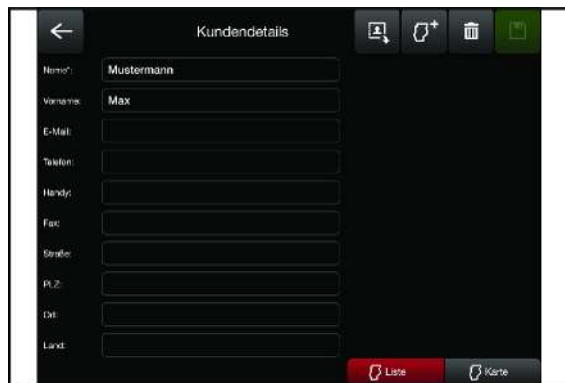 Kundendetails
Name*: Mustermann
Vorname: Max
E-Mail:
Telefon:
Handy:
Fax:
Straße:
PLZ:
Ort:
Land:
Liste Karte